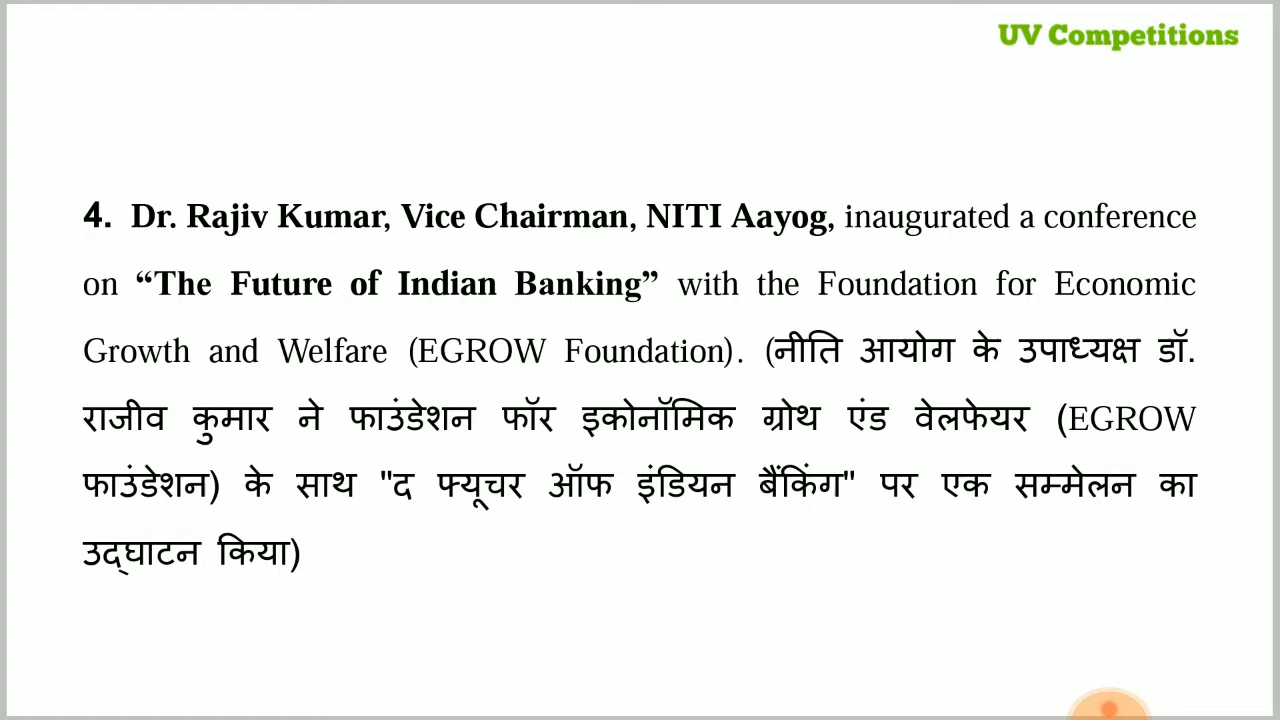 UV Competitions
4. Dr. Rajiv Kumar, Vice Chairman, NITI Aayog, inaugurated a conference
on “The Future of Indian Banking” with the Foundation for Economic
Growth and Welfare (EGROW Foundation). (नीति आयोग के उपाध्यक्ष डॉ.
राजीव कुमार ने फाउंडेशन फॉर इकोनॉमिक ग्रोथ एंड वेलफेयर (EGROW
फाउंडेशन) के साथ "द फ्यूचर ऑफ इंडियन बैंकिंग" पर एक सम्मेलन का
उद्घाटन किया)